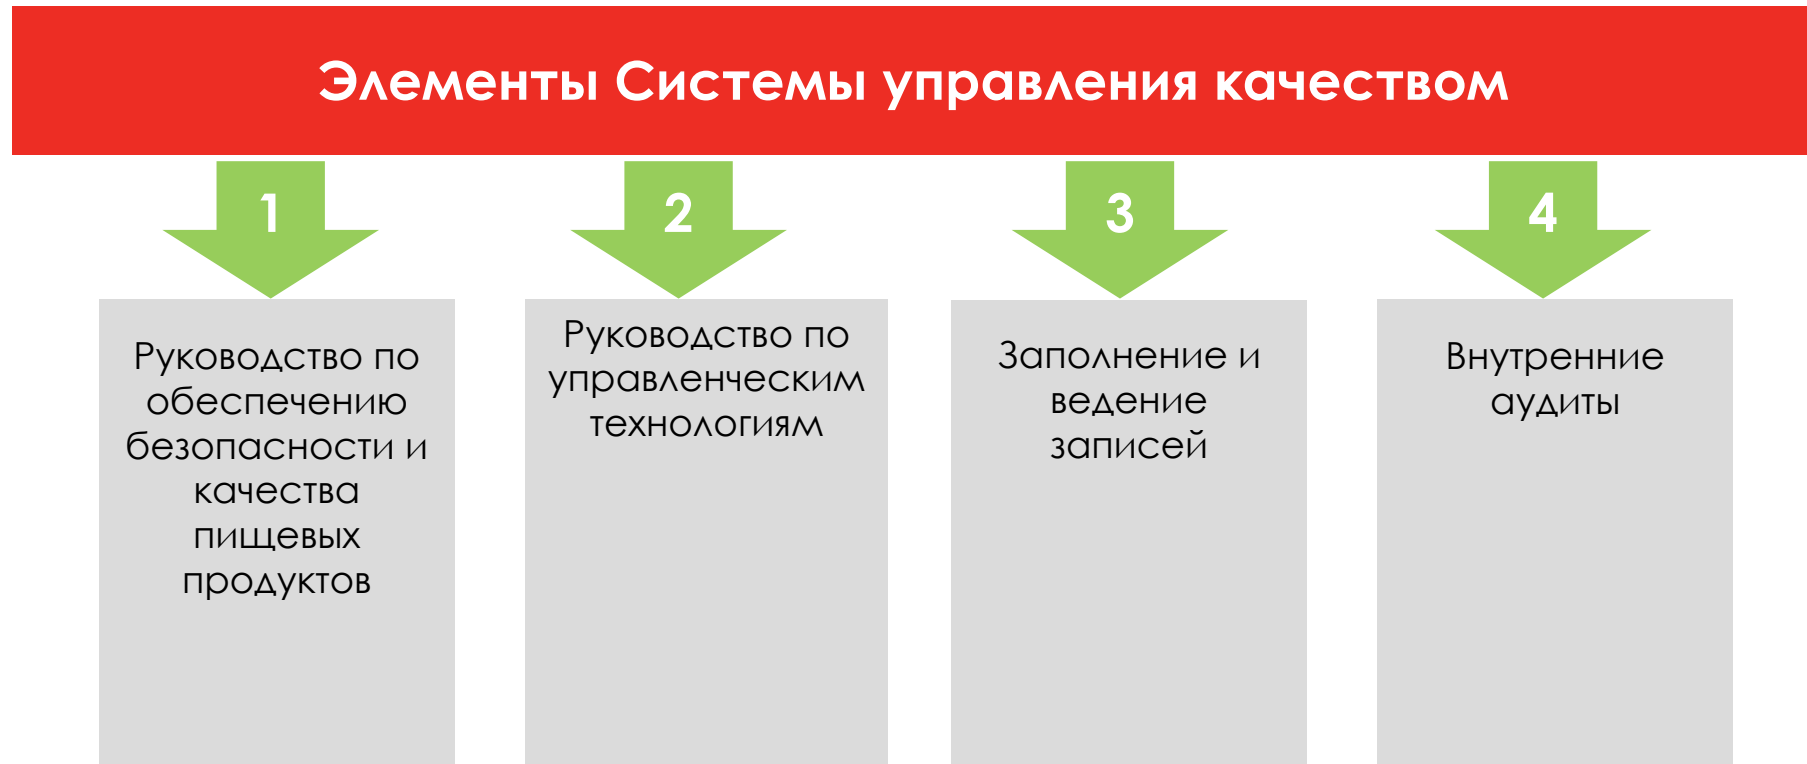 Элементы Системы управления качеством
1
2
3
4
Руководство по
обеспечению
безопасности и
качества
пищевых
продуктов
Руководство по
управленческим
технологиям
Заполнение и
ведение
записей
Внутренние
аудиты